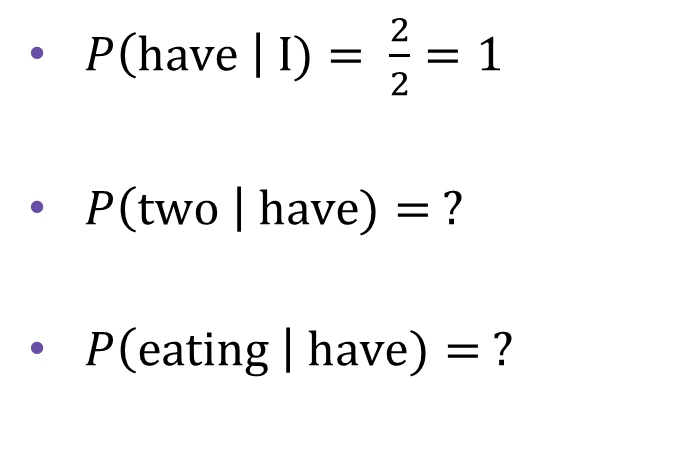 • P(have | I) = 2/2 = 1
• P(two | have) = ?
• P(eating | have) = ?